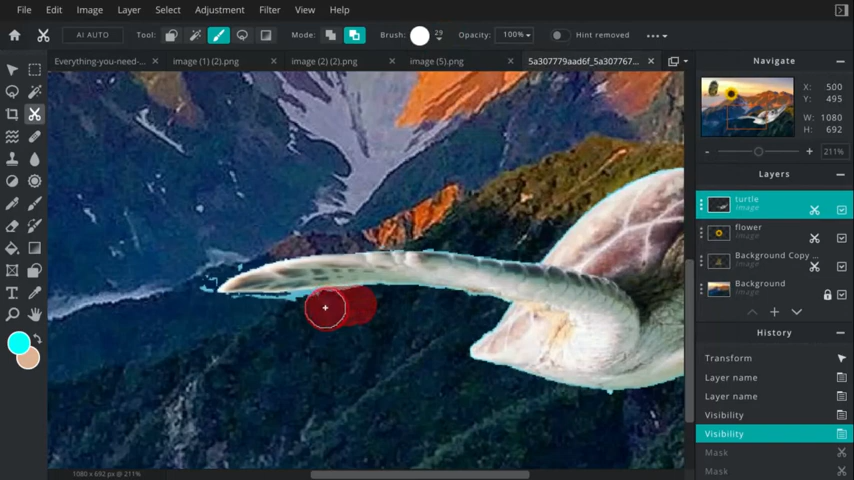 File Edit Image Layer Select Adjustment Filter View Help
AI AUTO Tool: Mode: Brush: 29 Opacity: 100% Hint removed
Everything-you-need-... image (1) (2).png image (2) (2).png image (5).png 5a307779aad6f_5a307767...
Navigate
X: 500
Y: 495
W: 1080
H: 692
211%
Layers
turtle
Image
flower
Image
Background Copy ...
Image
Background
Image
T
History
Transform
Layer name
Layer name
Visibility
Visibility
Mask
Mask
1080 x 692 px @ 211%